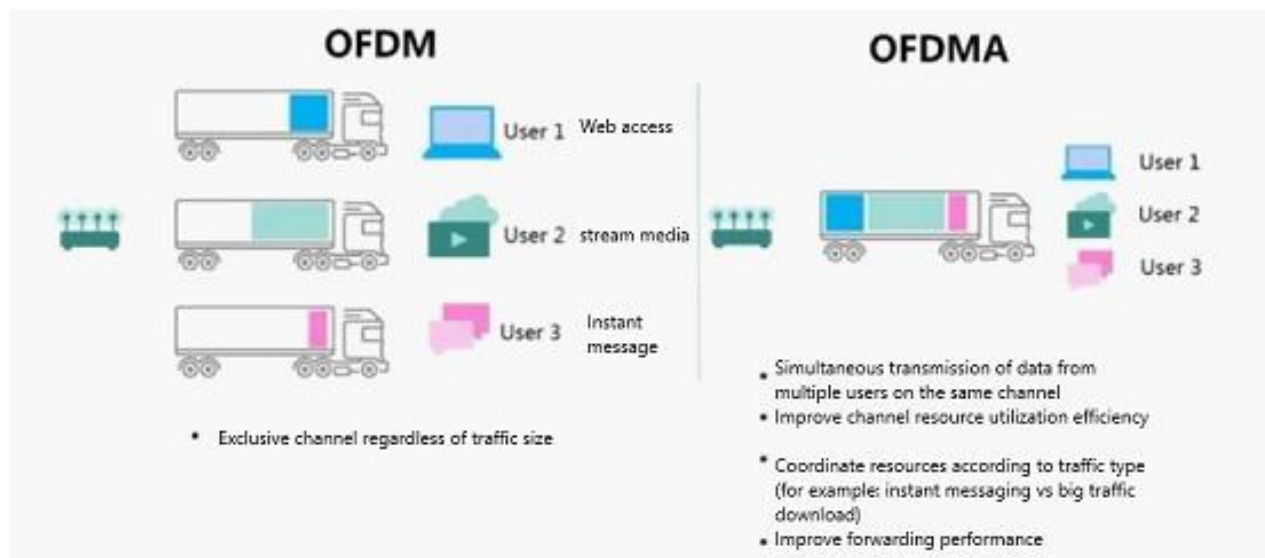 OFDM
User 1 Web access
User 2 stream media
User 3 Instant
message
• Exclusive channel regardless of traffic size
OFDMA
User 1
User 2
User 3
• Simultaneous transmission of data from
multiple users on the same channel
• Improve channel resource utilization efficiency
• Coordinate resources according to traffic type
(for example: instant messaging vs big traffic
download)
• Improve forwarding performance